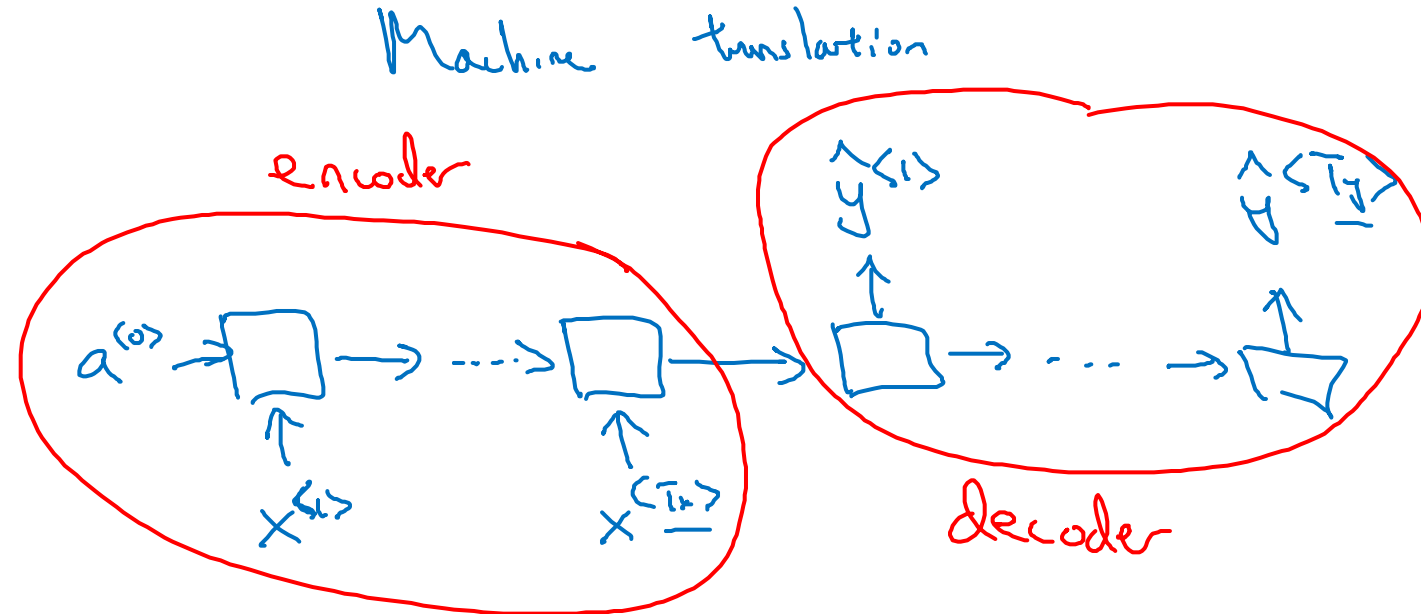 Machine translation
encoder
ŷ<1> ŷ<Ty>
a<0>
x<1> x<Tx>
decoder